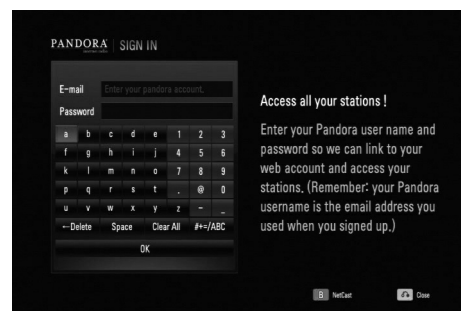 PANDORA SIGN IN
E-mail Enter your pandora account.
Password
a b c d e 1 2 3
f g h i j 4 5 6
k l m n o 7 8 9
p q r s t . @ 0
u v w x y z - _
←Delete Space Clear All #+=/ABC
OK
Access all your stations !
Enter your Pandora user name and
password so we can link to your
web account and access your
stations. (Remember: your Pandora
username is the email address you
used when you signed up.)
B NetCast Close